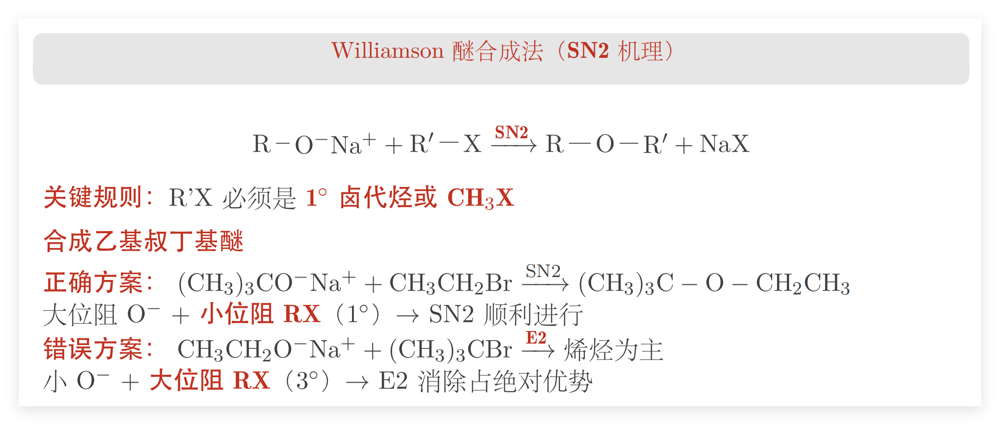 Williamson 醚合成法（SN2 机理）
R − O⁻Na⁺ + R′ — X \xrightarrow{SN2} R — O — R′ + NaX
关键规则：R’X 必须是 1° 卤代烃或 CH₃X
合成乙基叔丁基醚
正确方案： (CH₃)₃CO⁻Na⁺ + CH₃CH₂Br \xrightarrow{SN2} (CH₃)₃C − O − CH₂CH₃
大位阻 O⁻ + 小位阻 RX（1°）→ SN2 顺利进行
错误方案： CH₃CH₂O⁻Na⁺ + (CH₃)₃CBr \xrightarrow{E2} 烯烃为主
小 O⁻ + 大位阻 RX（3°）→ E2 消除占绝对优势